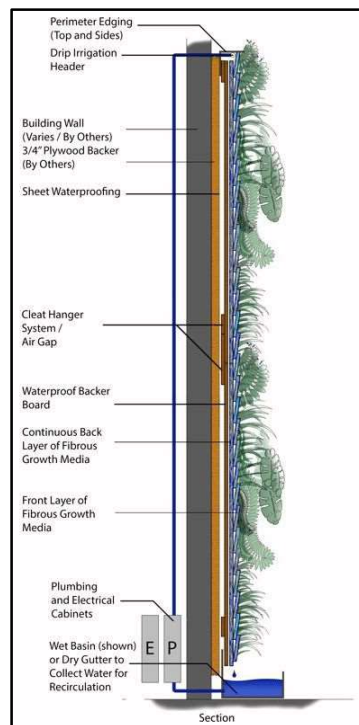 Perimeter Edging
(Top and Sides)
Drip Irrigation
Header
Building Wall
(Varies / By Others)
3/4" Plywood Backer
(By Others)
Sheet Waterproofing
Cleat Hanger
System /
Air Gap
Waterproof Backer
Board
Continuous Back
Layer of Fibrous
Growth Media
Front Layer of
Fibrous Growth
Media
Plumbing
and Electrical
Cabinets
E P
Wet Basin (shown)
or Dry Gutter to
Collect Water for
Recirculation
Section